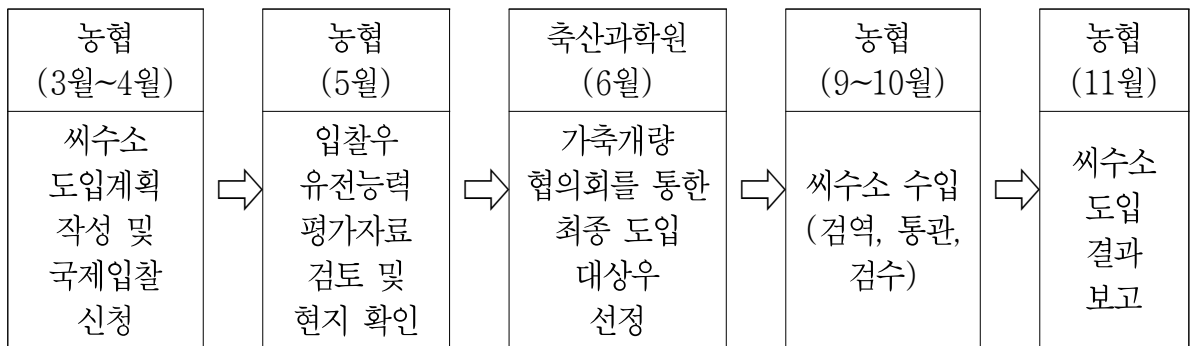 농협
(3월~4월)
씨수소
도입계획
작성 및
국제입찰
신청
농협
(5월)
입찰우
유전능력
평가자료
검토 및
현지 확인
축산과학원
(6월)
가축개량
협의회를 통한
최종 도입
대상우
선정
농협
(9~10월)
씨수소 수입
(검역, 통관,
검수)
농협
(11월)
씨수소
도입
결과
보고